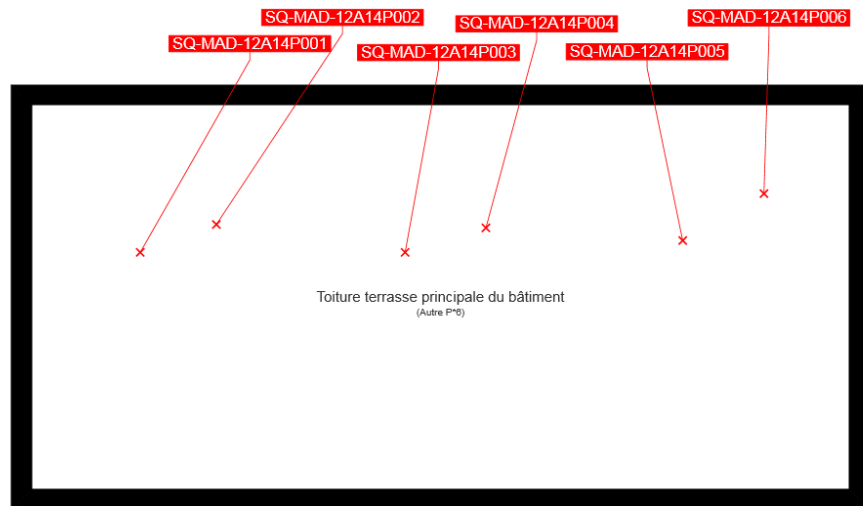 SQ-MAD-12A14P001
SQ-MAD-12A14P002
SQ-MAD-12A14P003
SQ-MAD-12A14P004
SQ-MAD-12A14P005
SQ-MAD-12A14P006
Toiture terrasse principale du bâtiment
(Autre P*6)